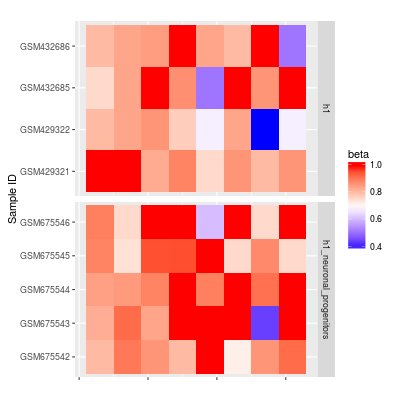 GSM432686
GSM432685
GSM429322
GSM429321
h1
GSM675546
GSM675545
GSM675544
GSM675543
GSM675542
h1_neuronal_progenitors
Sample ID
beta
1.0
0.8
0.6
0.4